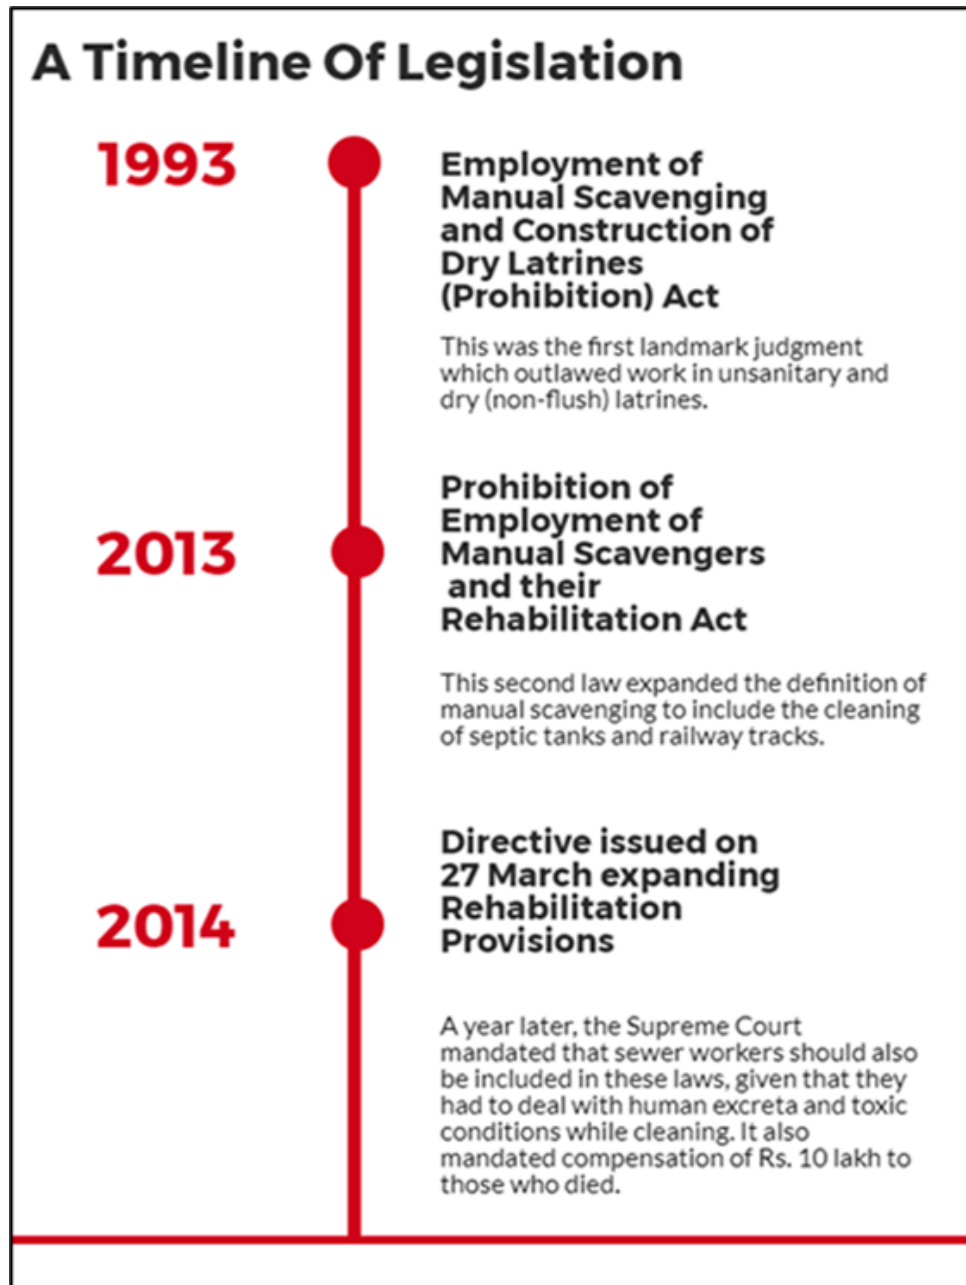 A Timeline Of Legislation
1993
Employment of
Manual Scavenging
and Construction of
Dry Latrines
(Prohibition) Act
This was the first landmark judgment
which outlawed work in unsanitary and
dry (non-flush) latrines.
2013
Prohibition of
Employment of
Manual Scavengers
and their
Rehabilitation Act
This second law expanded the definition of
manual scavenging to include the cleaning
of septic tanks and railway tracks.
2014
Directive issued on
27 March expanding
Rehabilitation
Provisions
A year later, the Supreme Court
mandated that sewer workers should also
be included in these laws, given that they
had to deal with human excreta and toxic
conditions while cleaning. It also
mandated compensation of Rs. 10 lakh to
those who died.